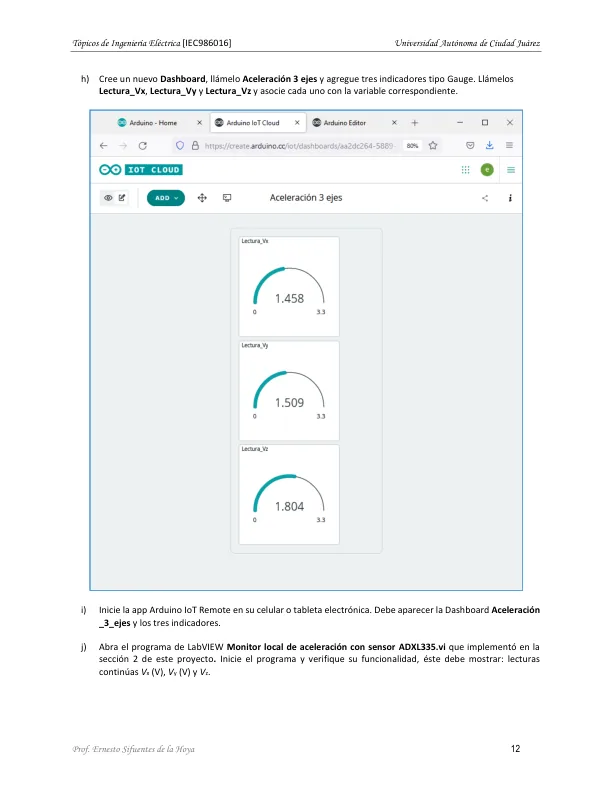 Tópicos de Ingeniería Eléctrica [IEC986016] Universidad Autónoma de Ciudad Juárez
h) Cree un nuevo Dashboard, llámelo Aceleración 3 ejes y agregue tres indicadores tipo Gauge. Llámelos
Lectura_Vx, Lectura_Vy y Lectura_Vz y asocie cada uno con la variable correspondiente.
Arduino - Home Arduino IoT Cloud Arduino Editor
https://create.arduino.cc/iot/dashboards/aa2dc264-5889- 80%
IOT CLOUD e
ADD Aceleración 3 ejes i
Lectura_Vx
1.458
0 3.3
Lectura_Vy
1.509
0 3.3
Lectura_Vz
1.804
0 3.3
i) Inicie la app Arduino IoT Remote en su celular o tableta electrónica. Debe aparecer la Dashboard Aceleración
_3_ejes y los tres indicadores.
j) Abra el programa de LabVIEW Monitor local de aceleración con sensor ADXL335.vi que implementó en la
sección 2 de este proyecto. Inicie el programa y verifique su funcionalidad, éste debe mostrar: lecturas
continúas Vx (V), Vy (V) y Vz.
Prof. Ernesto Sifuentes de la Hoya 12